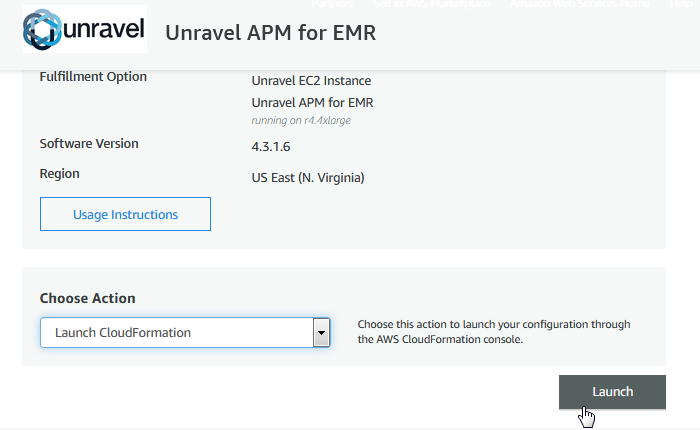 Partners Sell in AWS Marketplace Amazon Web Services Home Help
unravel Unravel APM for EMR
Fulfillment Option Unravel EC2 Instance
Unravel APM for EMR
running on r4.4xlarge
Software Version 4.3.1.6
Region US East (N. Virginia)
Usage Instructions
Choose Action
Launch CloudFormation
Choose this action to launch your configuration through
the AWS CloudFormation console.
Launch